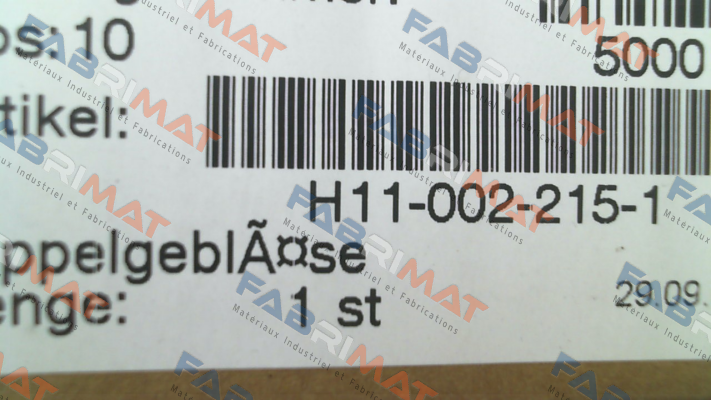 os: 10
5000
tikel:
H11-002-215-1
ppelgeblÃ¤se
enge: 1 st
29.09.
FABRIMAT
Matériaux Industriel et Fabrications